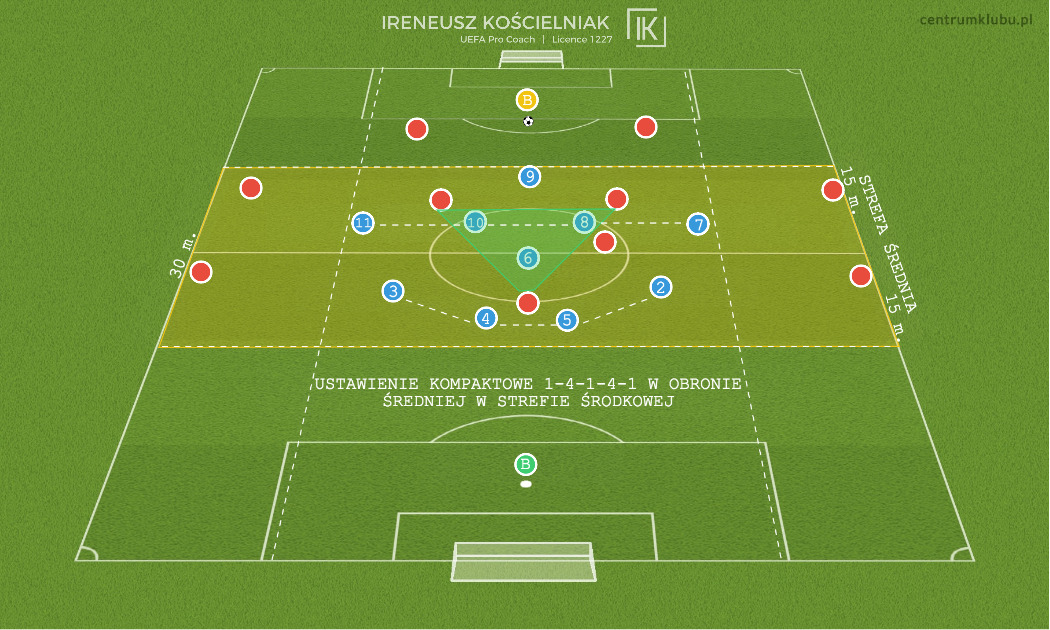 IRENEUSZ KOŚCIELNIAK
UEFA Pro Coach | Licence 1227
IK
centrumklubu.pl
B
9
15 m.
STREFA ŚREDNIA
11
10
8
7
30 m.
6
3
2
4
5
15 m.
USTAWIENIE KOMPAKTOWE 1-4-1-4-1 W OBRONIE
ŚREDNIEJ W STREFIE ŚRODKOWEJ
B